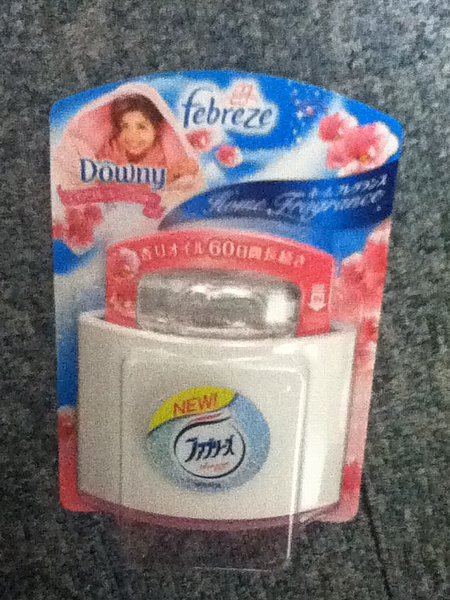 febreze
Downy
ホームフレグランス
Home Fragrance
香りオイル60日間長続き
NEW!
ファブリーズ